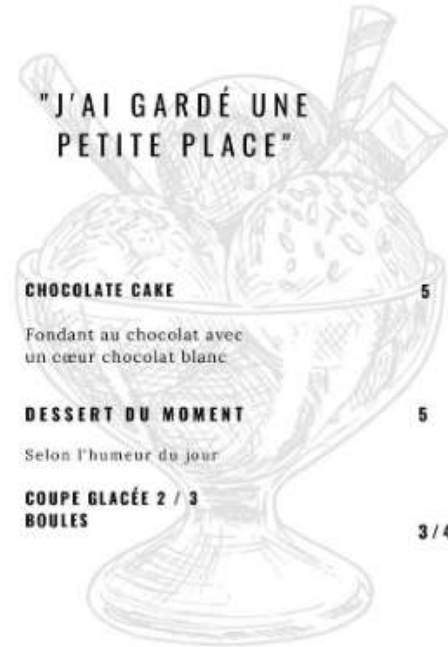 "J'AI GARDÉ UNE
PETITE PLACE"
CHOCOLATE CAKE 5
Fondant au chocolat avec
un cœur chocolat blanc
DESSERT DU MOMENT 5
Selon l'humeur du jour
COUPE GLACÉE 2 / 3
BOULES
3/4